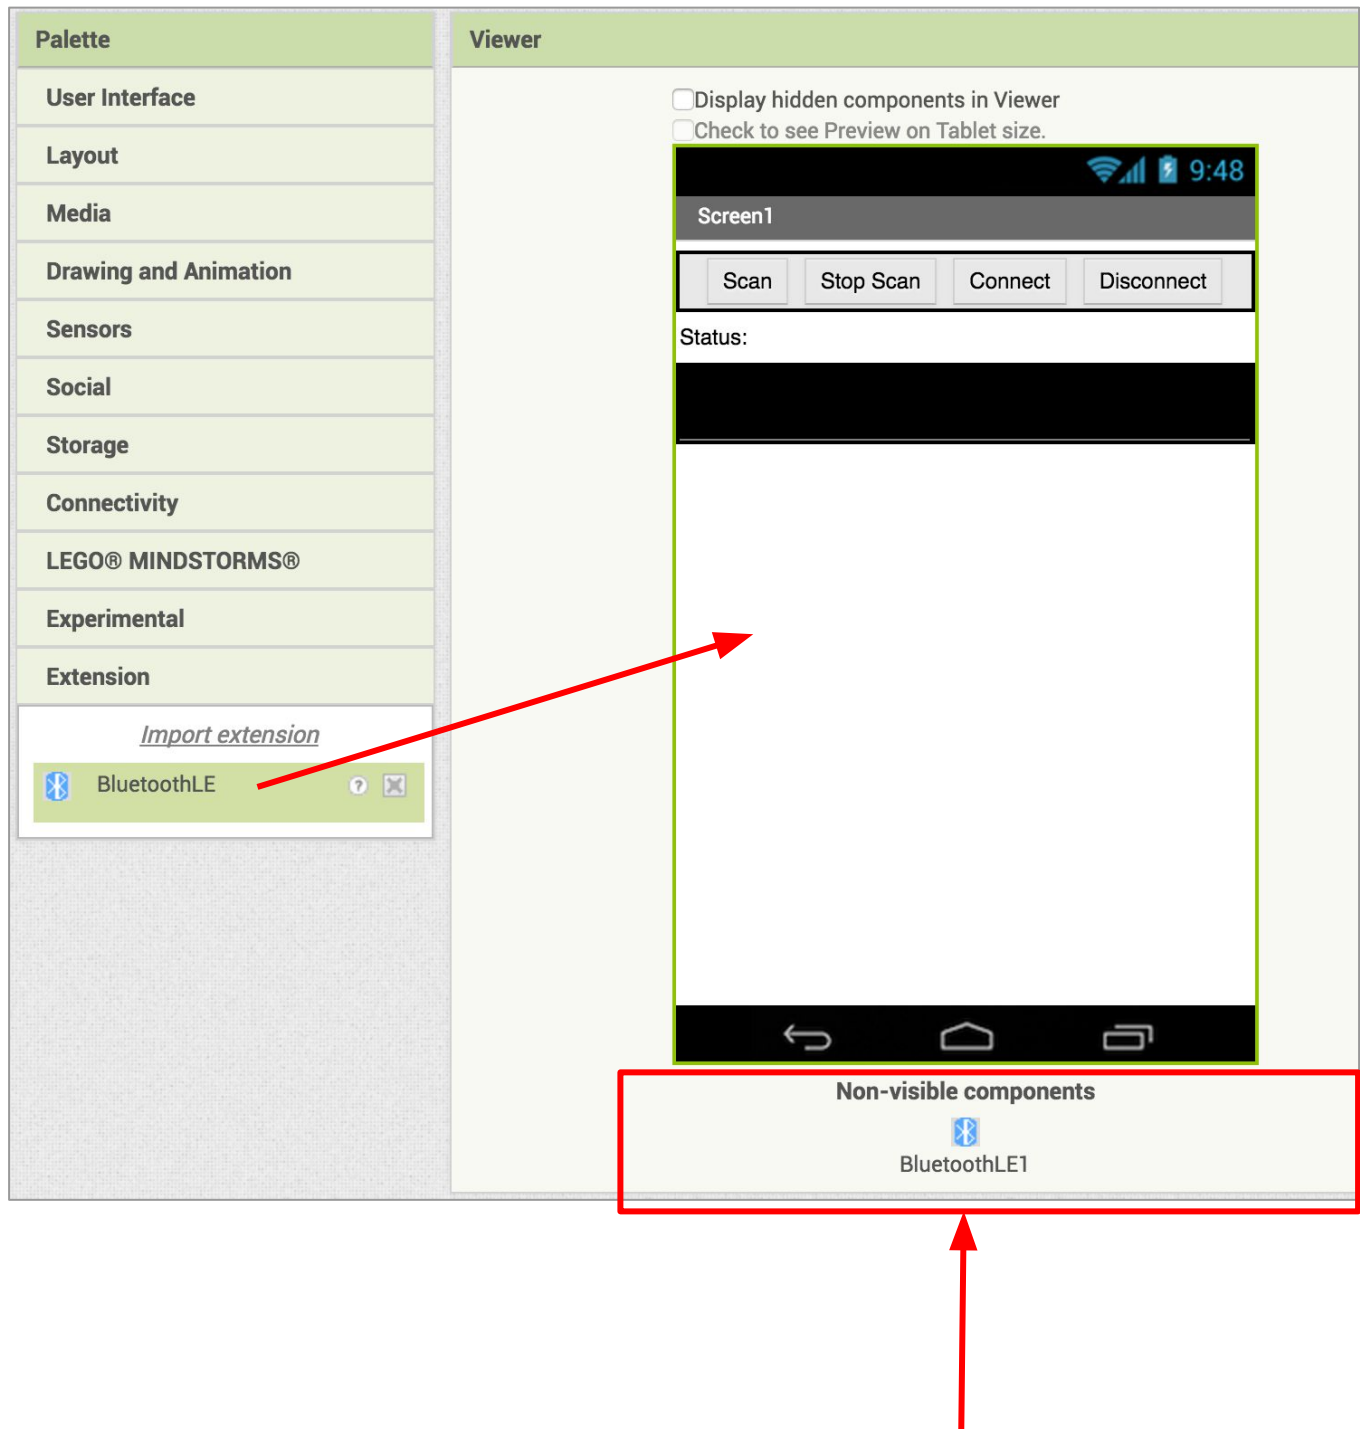 Palette
User Interface
Layout
Media
Drawing and Animation
Sensors
Social
Storage
Connectivity
LEGO® MINDSTORMS®
Experimental
Extension
Import extension
BluetoothLE ?
Viewer
Display hidden components in Viewer
Check to see Preview on Tablet size.
9:48
Screen1
Scan Stop Scan Connect Disconnect
Status:
Non-visible components
BluetoothLE1